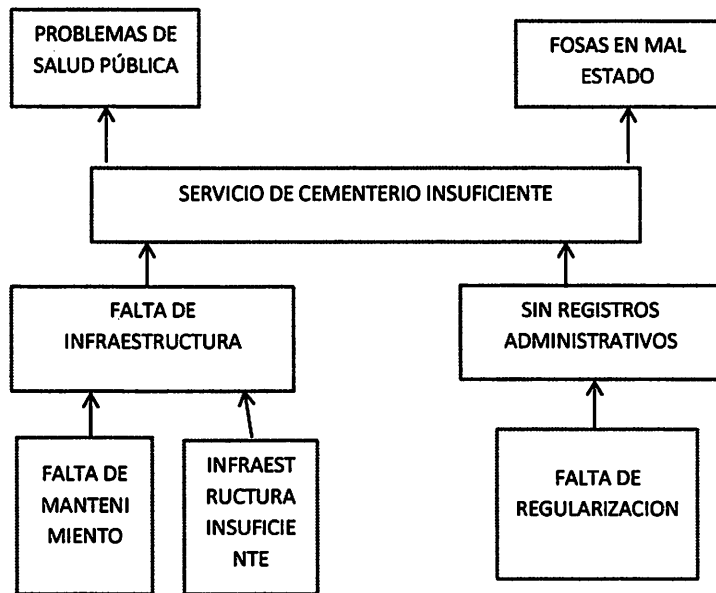 PROBLEMAS DE
SALUD PÚBLICA
FOSAS EN MAL
ESTADO
SERVICIO DE CEMENTERIO INSUFICIENTE
FALTA DE
INFRAESTRUCTURA
SIN REGISTROS
ADMINISTRATIVOS
FALTA DE
MANTENI
MIENTO
INFRAEST
RUCTURA
INSUFICIE
NTE
FALTA DE
REGULARIZACION